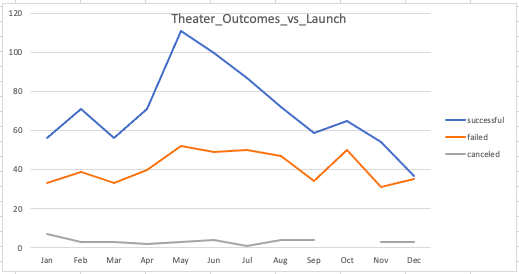 Theater_Outcomes_vs_Launch
120
100
80
60
40
20
0
Jan Feb Mar Apr May Jun Jul Aug Sep Oct Nov Dec
successful
failed
canceled